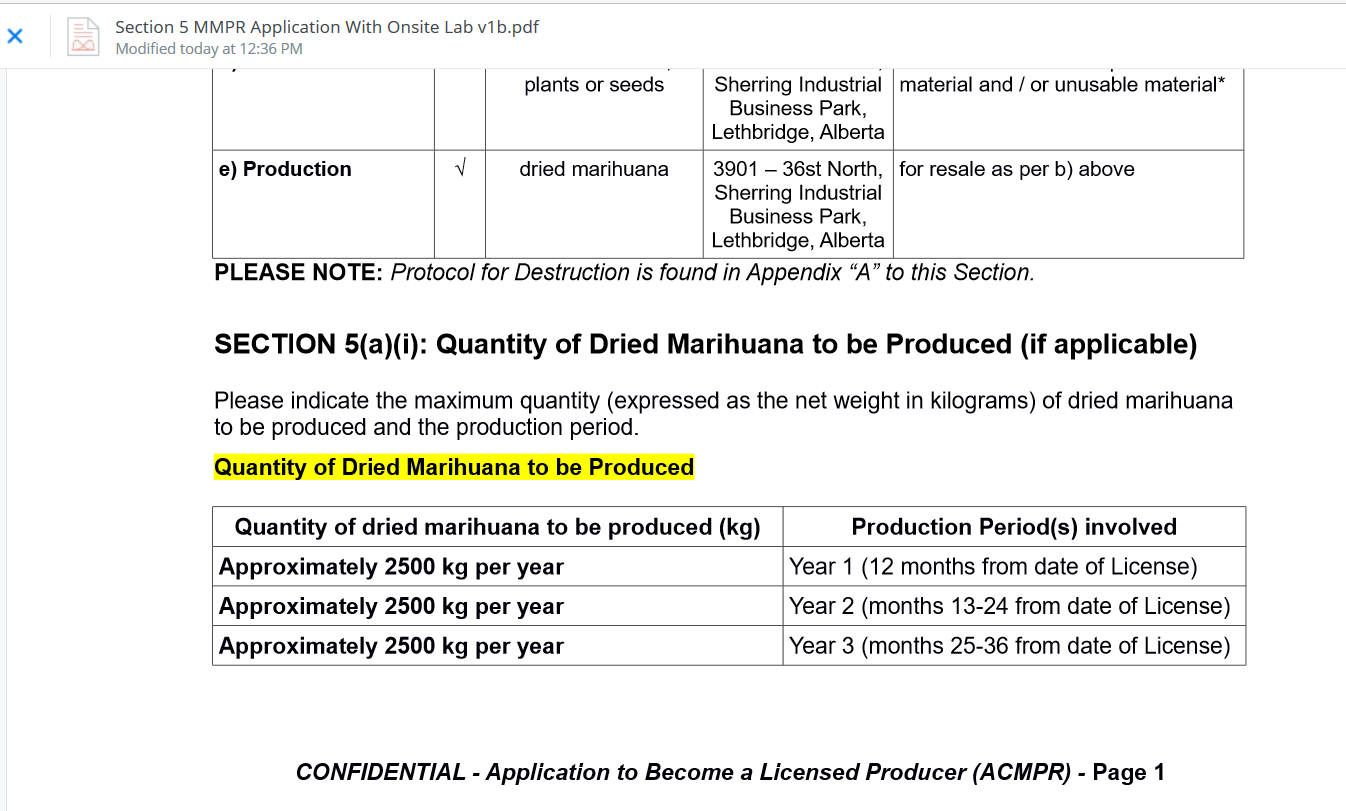 Section 5 MMPR Application With Onsite Lab v1b.pdf
Modified today at 12:36 PM
plants or seeds
Sherring Industrial
Business Park,
Lethbridge, Alberta
material and / or unusable material*
e) Production
√
dried marihuana
3901 – 36st North,
Sherring Industrial
Business Park,
Lethbridge, Alberta
for resale as per b) above
PLEASE NOTE: Protocol for Destruction is found in Appendix “A” to this Section.
SECTION 5(a)(i): Quantity of Dried Marihuana to be Produced (if applicable)
Please indicate the maximum quantity (expressed as the net weight in kilograms) of dried marihuana
to be produced and the production period.
Quantity of Dried Marihuana to be Produced
Quantity of dried marihuana to be produced (kg) Production Period(s) involved
Approximately 2500 kg per year Year 1 (12 months from date of License)
Approximately 2500 kg per year Year 2 (months 13-24 from date of License)
Approximately 2500 kg per year Year 3 (months 25-36 from date of License)
CONFIDENTIAL - Application to Become a Licensed Producer (ACMPR) - Page 1